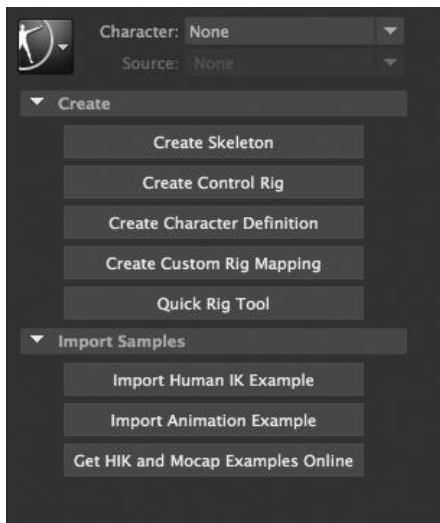 Character: None
Source: None
Create
Create Skeleton
Create Control Rig
Create Character Definition
Create Custom Rig Mapping
Quick Rig Tool
Import Samples
Import Human IK Example
Import Animation Example
Get HIK and Mocap Examples Online